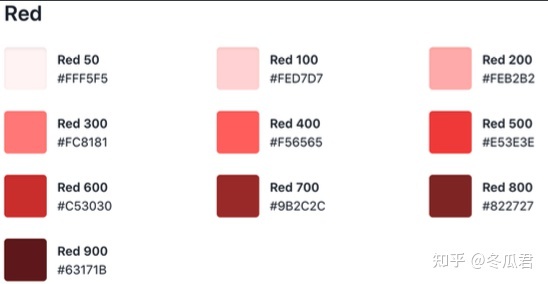 Red
Red 50
#FFF5F5
Red 100
#FED7D7
Red 200
#FEB2B2
Red 300
#FC8181
Red 400
#F56565
Red 500
#E53E3E
Red 600
#C53030
Red 700
#9B2C2C
Red 800
#822727
Red 900
#63171B
知乎 @冬瓜君